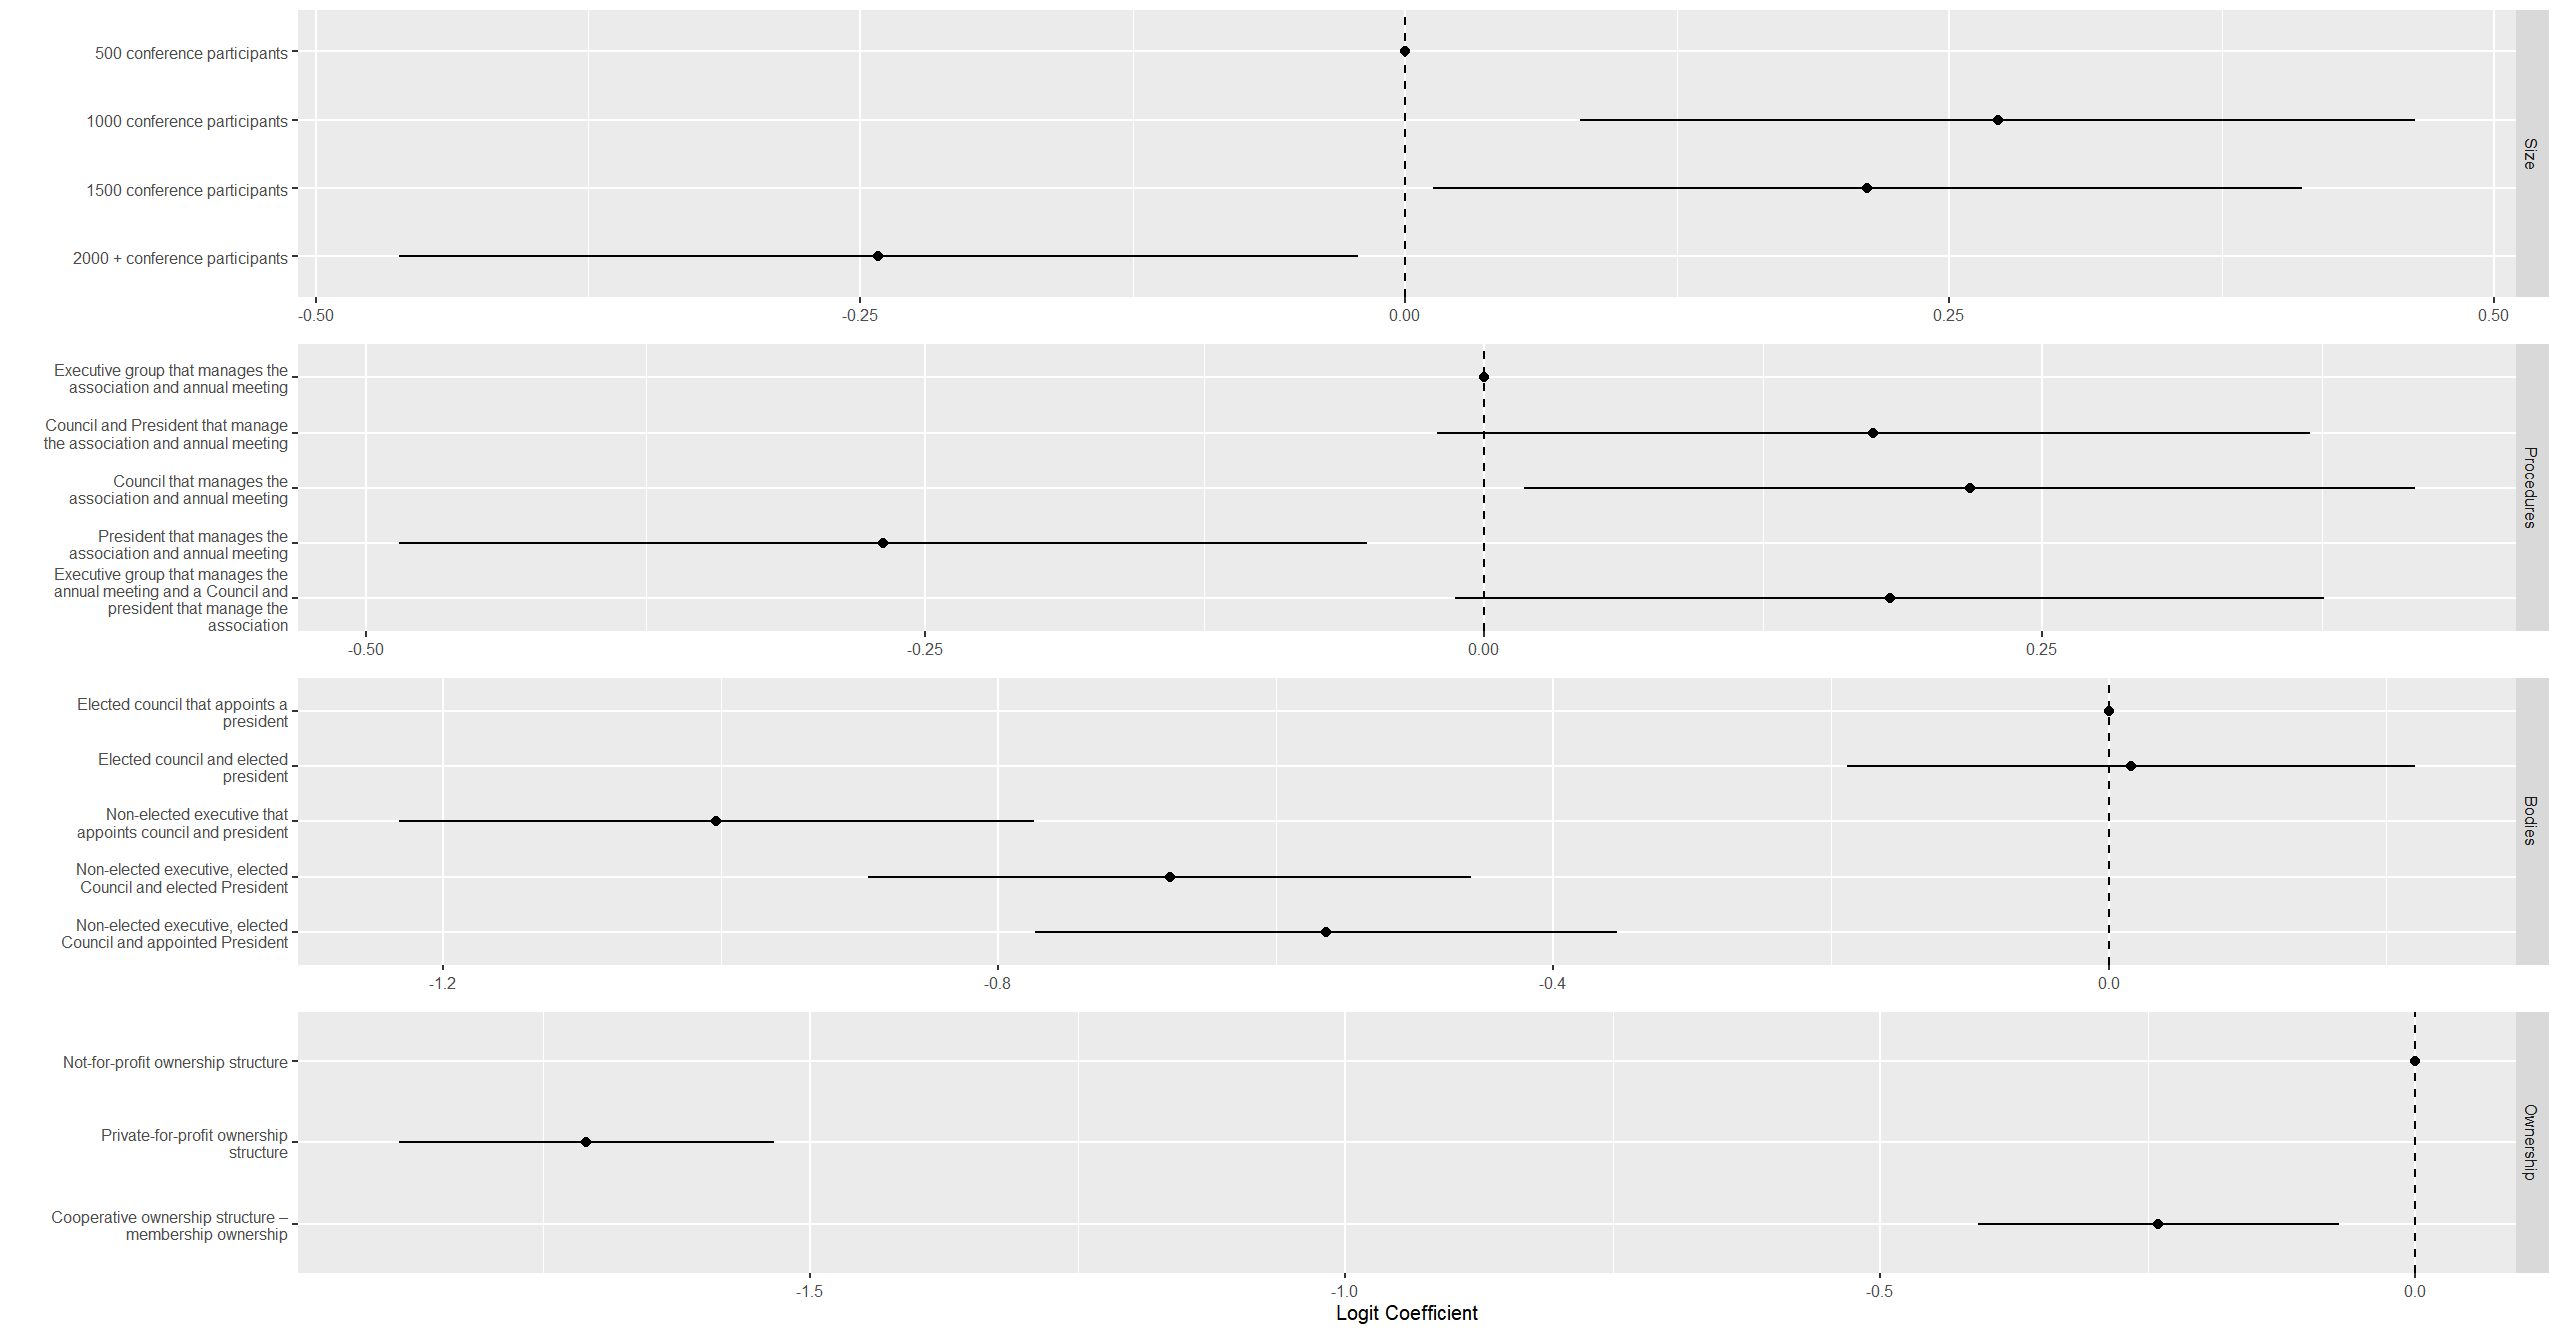 500 conference participants
1000 conference participants
1500 conference participants
2000 + conference participants
Size
-0.50
-0.25
0.00
0.25
0.50
Executive group that manages the
association and annual meeting
Council and President that manage
the association and annual meeting
Council that manages the
association and annual meeting
President that manages the
association and annual meeting
Executive group that manages the
annual meeting and a Council and
president that manage the
association
Procedures
-0.50
-0.25
0.00
0.25
Elected council that appoints a
president
Elected council and elected
president
Non-elected executive that
appoints council and president
Non-elected executive, elected
Council and elected President
Non-elected executive, elected
Council and appointed President
Bodies
-1.2
-0.8
-0.4
0.0
Not-for-profit ownership structure
Private-for-profit ownership
structure
Cooperative ownership structure –
membership ownership
Ownership
-1.5
-1.0
-0.5
0.0
Logit Coefficient